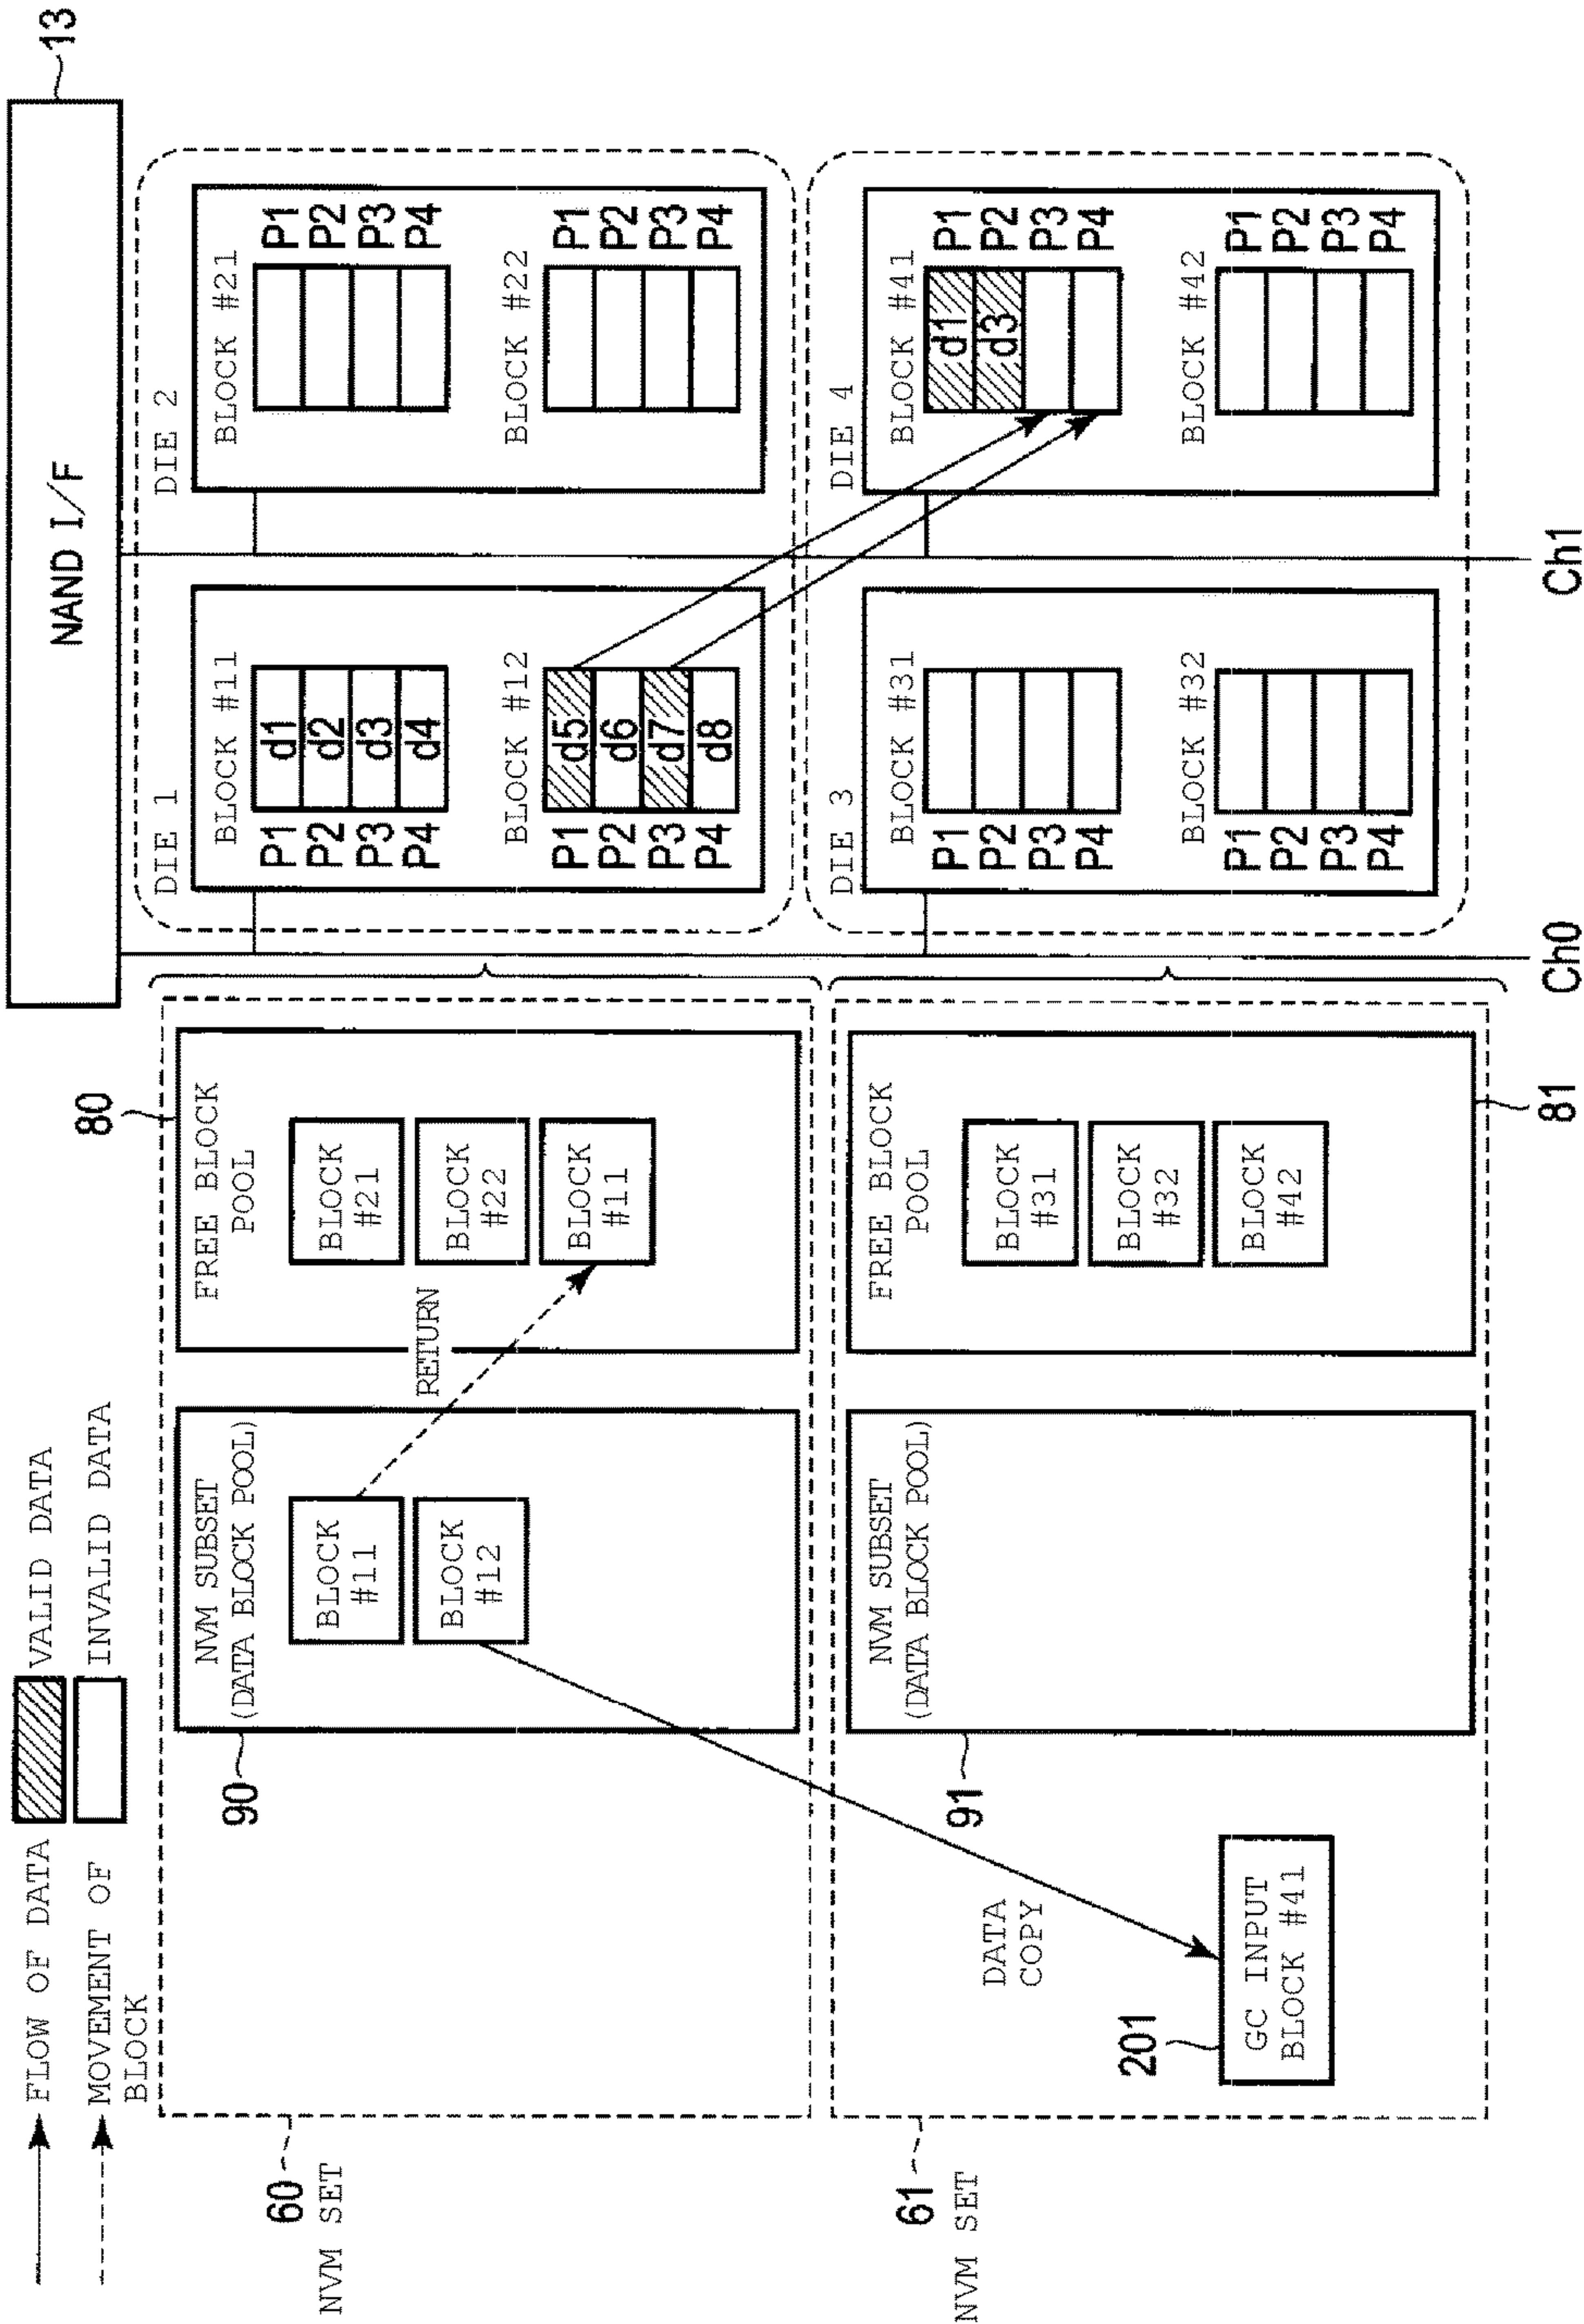 FLOW OF DATA
MOVEMENT OF
BLOCK
VALID DATA
INVALID DATA
NAND I/F
13
60
NVM SET
90
NVM SUBSET
(DATA BLOCK POOL)
BLOCK
#11
BLOCK
#12
RETURN
80
FREE BLOCK
POOL
BLOCK
#21
BLOCK
#22
BLOCK
#11
DIE 1
BLOCK #11
P1 d1
P2 d2
P3 d3
P4 d4
BLOCK #12
P1 d5
P2 d6
P3 d7
P4 d8
DIE 2
BLOCK #21
P1
P2
P3
P4
BLOCK #22
P1
P2
P3
P4
61
NVM SET
201
GC INPUT
BLOCK #41
DATA
COPY
91
NVM SUBSET
(DATA BLOCK POOL)
FREE BLOCK
POOL
BLOCK
#31
BLOCK
#32
BLOCK
#42
81
DIE 3
BLOCK #31
P1
P2
P3
P4
BLOCK #32
P1
P2
P3
P4
DIE 4
BLOCK #41
d1 P1
d3 P2
P3
P4
BLOCK #42
P1
P2
P3
P4
Ch0
Ch1